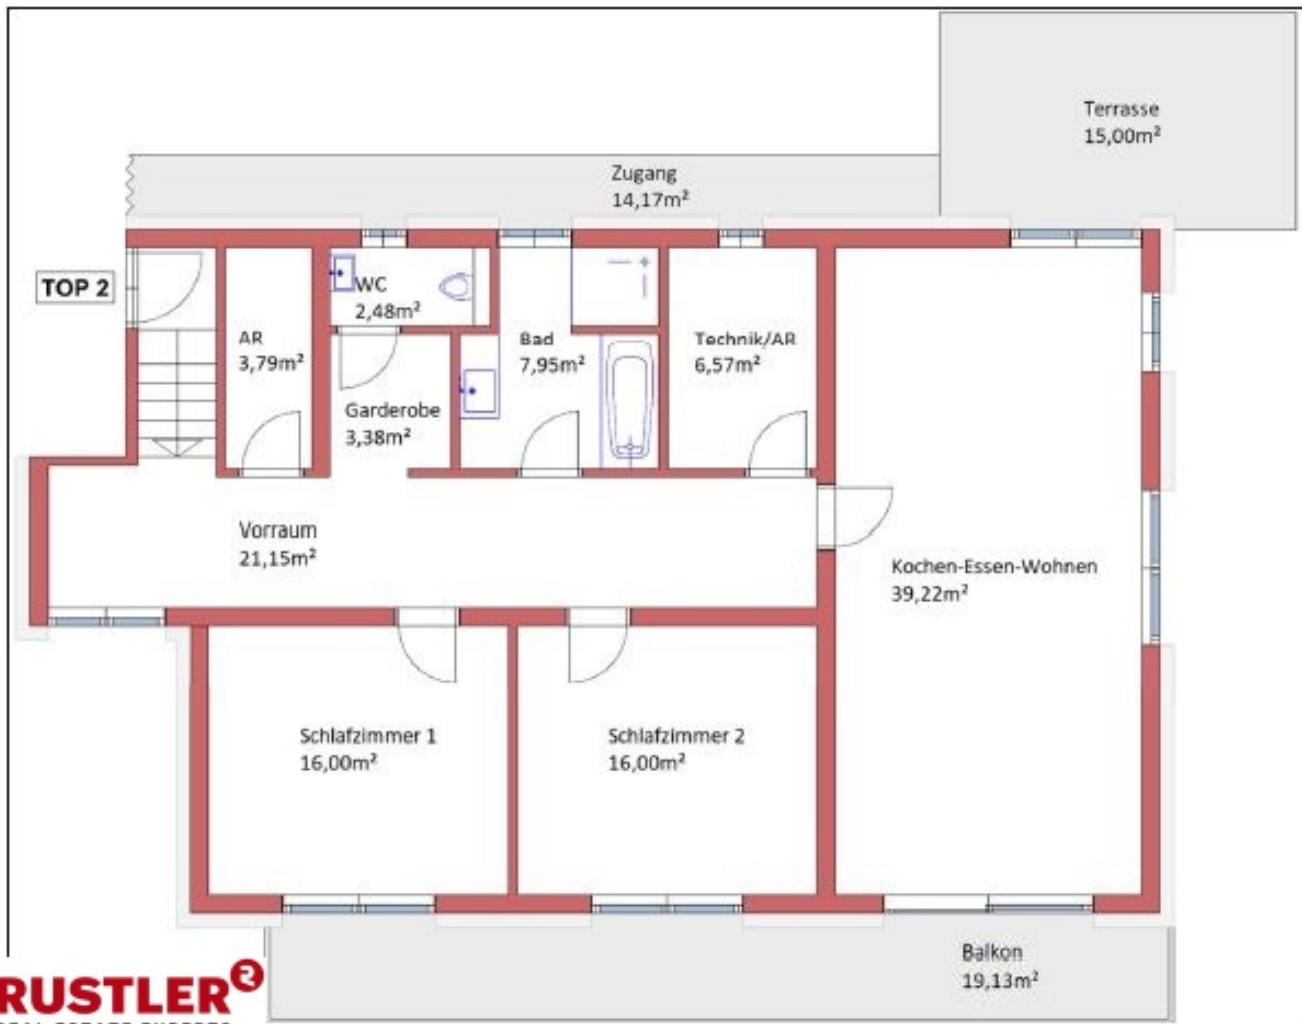 Terrasse
15,00m²
Zugang
14,17m²
TOP 2
WC
2,48m²
AR
3,79m²
Bad
7,95m²
Technik/AR
6,57m²
Garderobe
3,38m²
Vorraum
21,15m²
Kochen-Essen-Wohnen
39,22m²
Schlafzimmer 1
16,00m²
Schlafzimmer 2
16,00m²
Balkon
19,13m²
RUSTLER